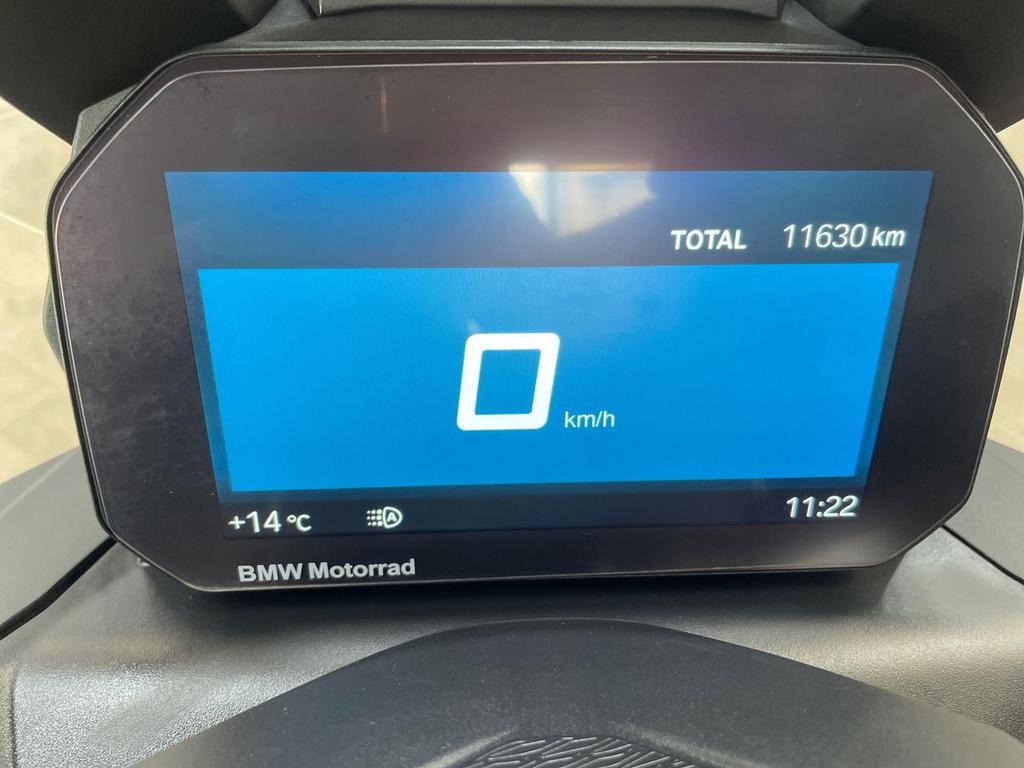 TOTAL 11630 km
0 km/h
+14 °C A 11:22
BMW Motorrad